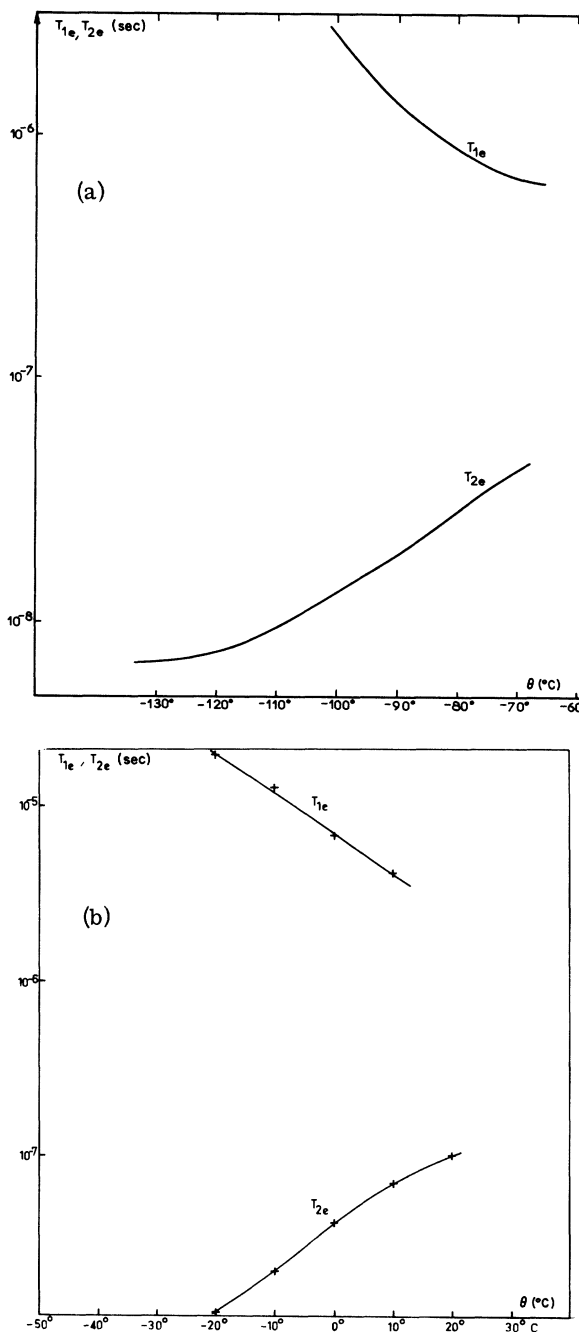 T1e, T2e (sec)
10-6
T1e
(a)
10-7
T2e
10-8
θ (°C)
-130° -120° -110° -100° -90° -80° -70° -60
T1e, T2e (sec)
10-5
T1e
(b)
10-6
10-7
T2e
θ (°C)
-50° -40° -30° -20° -10° 0° 10° 20° 30° C